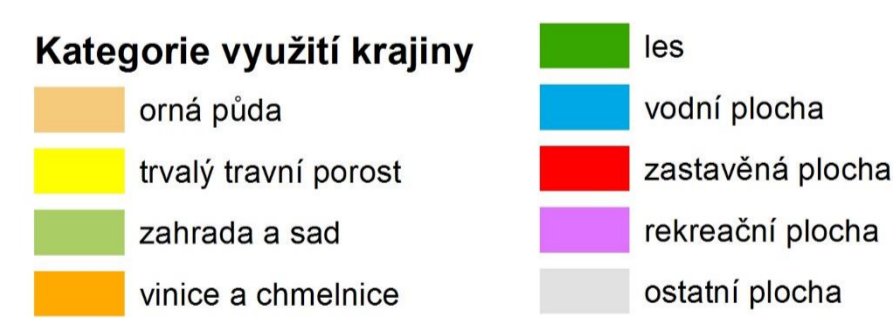 Kategorie využití krajiny
orná půda
trvalý travní porost
zahrada a sad
vinice a chmelnice
les
vodní plocha
zastavěná plocha
rekreační plocha
ostatní plocha